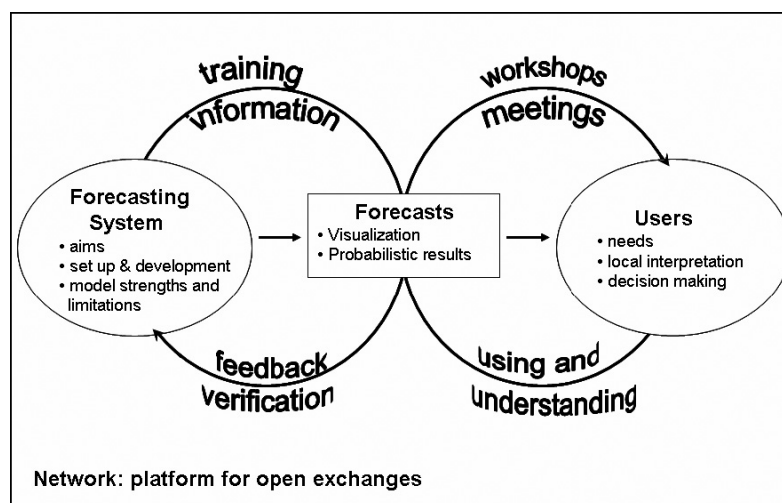 training
information
workshops
meetings
Forecasting
System
• aims
• set up & development
• model strengths and
limitations
Forecasts
• Visualization
• Probabilistic results
Users
• needs
• local interpretation
• decision making
feedback
verification
using and
understanding
Network: platform for open exchanges